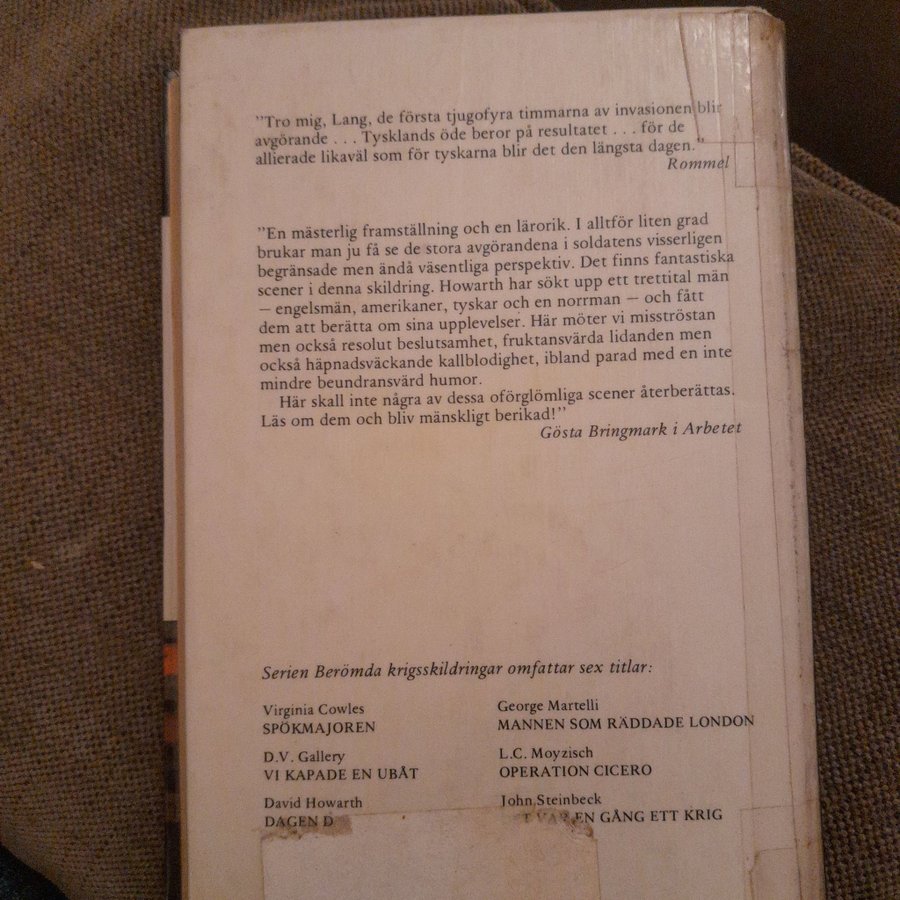 ”Tro mig, Lang, de första tjugofyra timmarna av invasionen blir
avgörande . . . Tysklands öde beror på resultatet . . . för de
allierade likaväl som för tyskarna blir det den längsta dagen.”
Rommel
”En mästerlig framställning och en lärorik. I alltför liten grad
brukar man ju få se de stora avgörandena i soldatens visserligen
begränsade men ändå väsentliga perspektiv. Det finns fantastiska
scener i denna skildring. Howarth har sökt upp ett trettital män
– engelsmän, amerikaner, tyskar och en norrman – och fått
dem att berätta om sina upplevelser. Här möter vi misströstan
men också resolut beslutsamhet, fruktansvärda lidanden men
också häpnadsväckande kallblodighet, ibland parad med en inte
mindre beundransvärd humor.
Här skall inte några av dessa oförglömliga scener återberättas.
Läs om dem och bliv mänskligt berikad!”
Gösta Bringmark i Arbetet
Serien Berömda krigsskildringar omfattar sex titlar:
Virginia Cowles
SPÖKMAJOREN
D.V. Gallery
VI KAPADE EN UBÅT
David Howarth
DAGEN D
George Martelli
MANNEN SOM RÄDDADE LONDON
L.C. Moyzisch
OPERATION CICERO
John Steinbeck
VAR EN GÅNG ETT KRIG